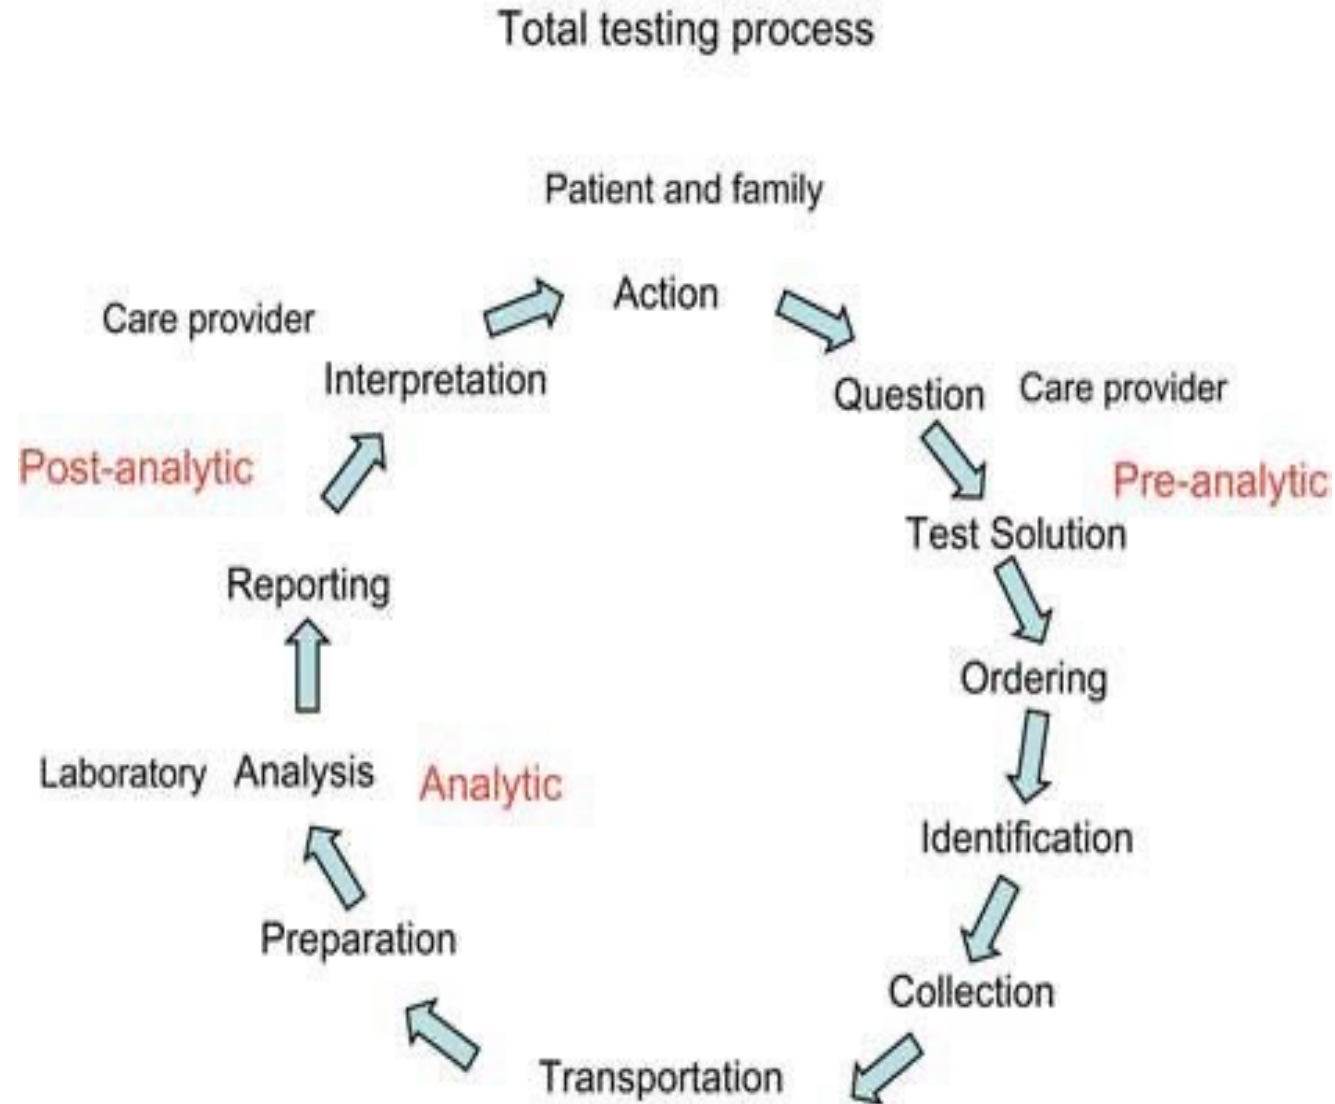 Total testing process
Patient and family
Action
Care provider
Interpretation
Question
Care provider
Post-analytic
Pre-analytic
Test Solution
Reporting
Ordering
Laboratory
Analysis
Analytic
Identification
Preparation
Collection
Transportation